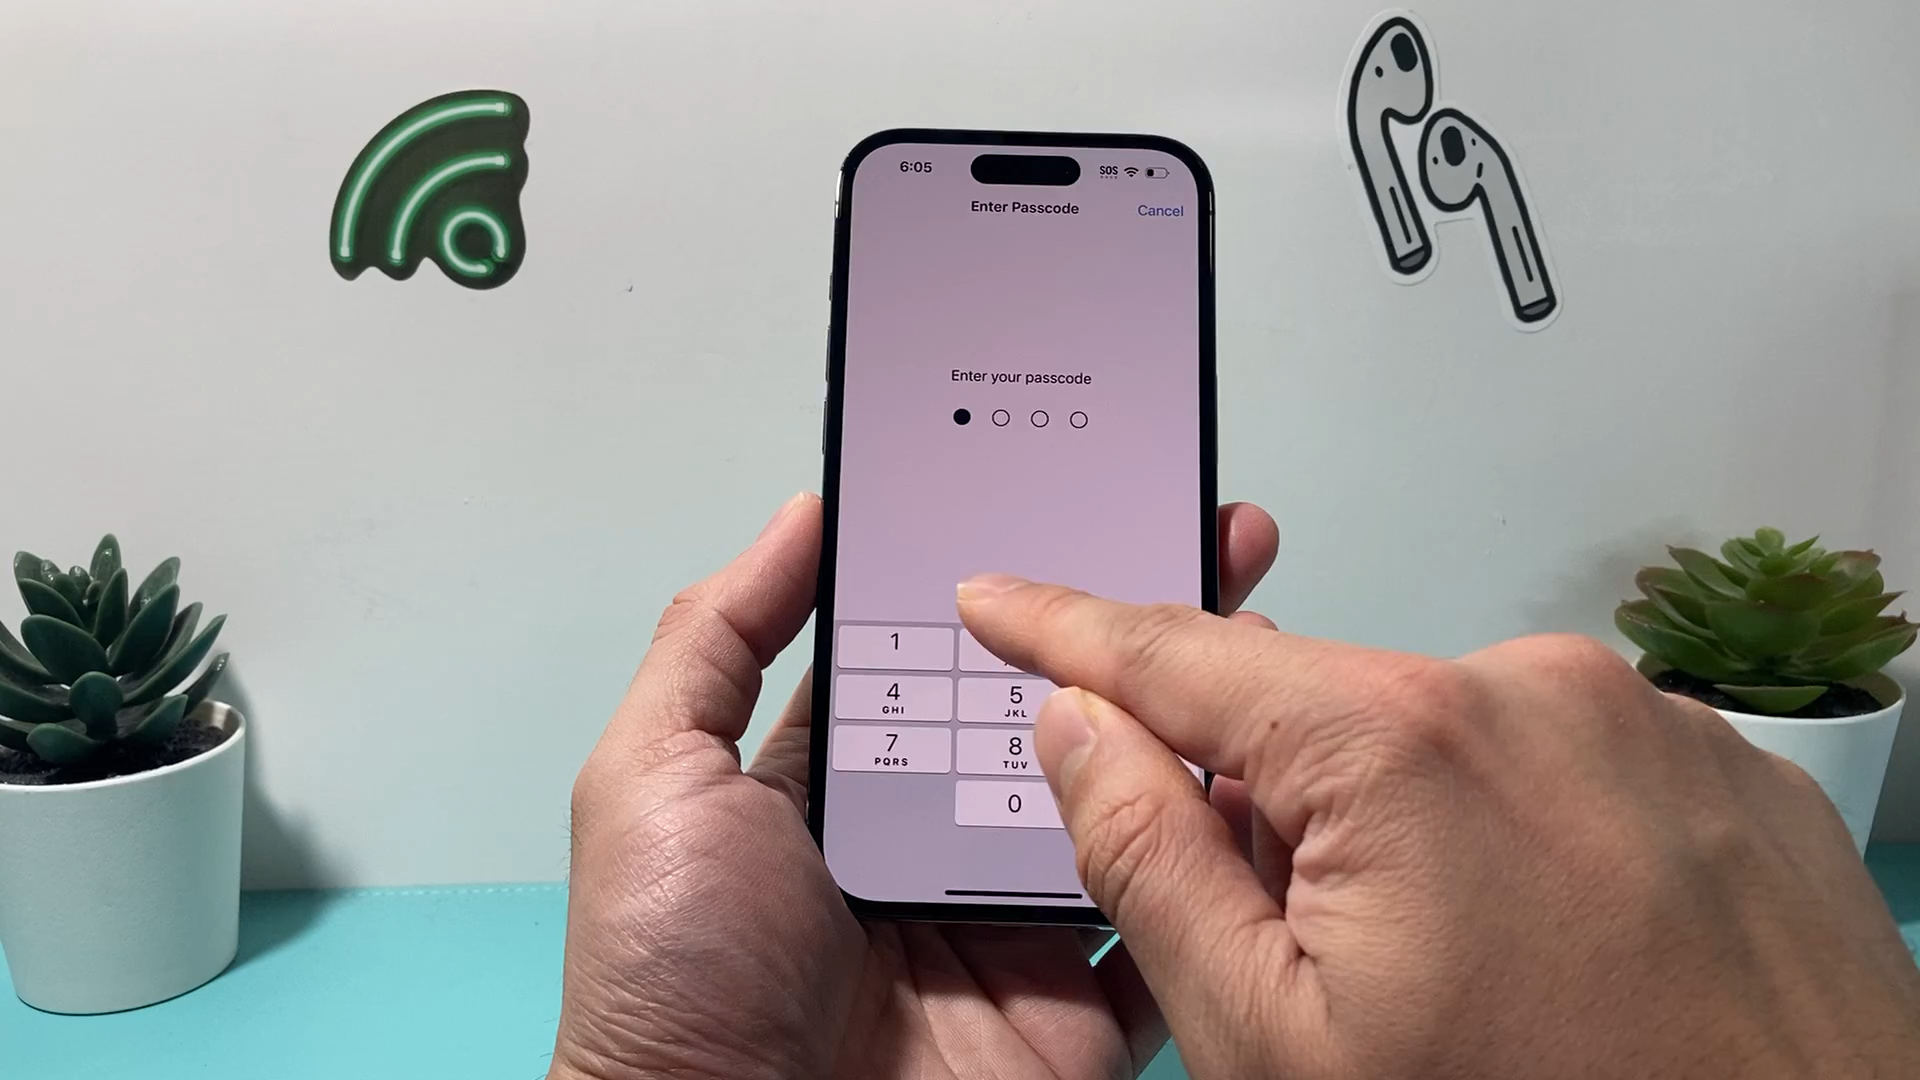 6:05 SOS
Enter Passcode Cancel
Enter your passcode
1
4 5
GHI JKL
7 8
PQRS TUV
0